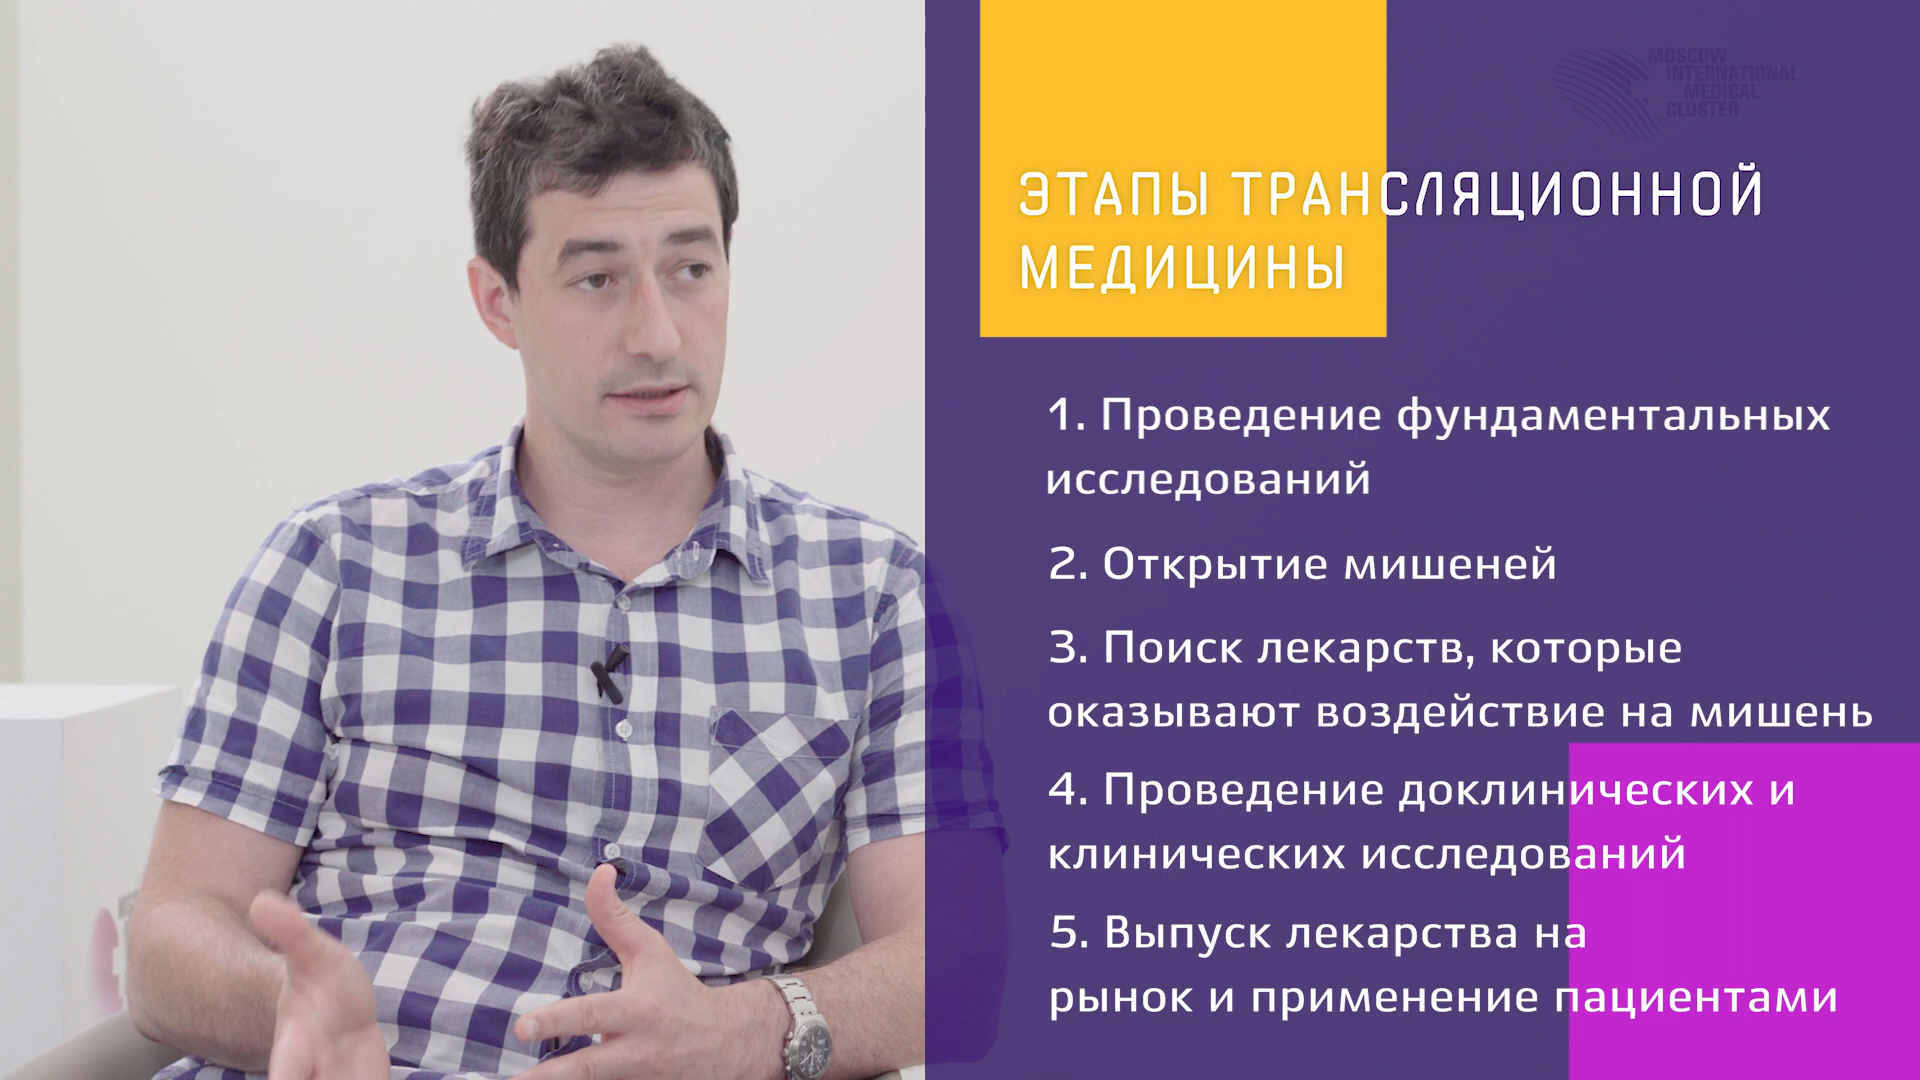 MOSCOW
INTERNATIONAL
MEDICAL
CLUSTER
ЭТАПЫ ТРАНСЛЯЦИОННОЙ
МЕДИЦИНЫ
1. Проведение фундаментальных
исследований
2. Открытие мишеней
3. Поиск лекарств, которые
оказывают воздействие на мишень
4. Проведение доклинических и
клинических исследований
5. Выпуск лекарства на
рынок и применение пациентами